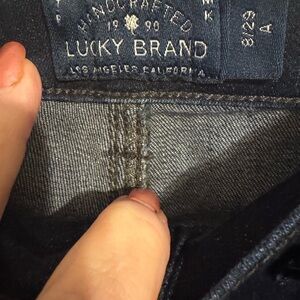 HANDCRAFTED
19 90
LUCKY BRAND
LOS ANGELES CALIFORNIA
8/29
A